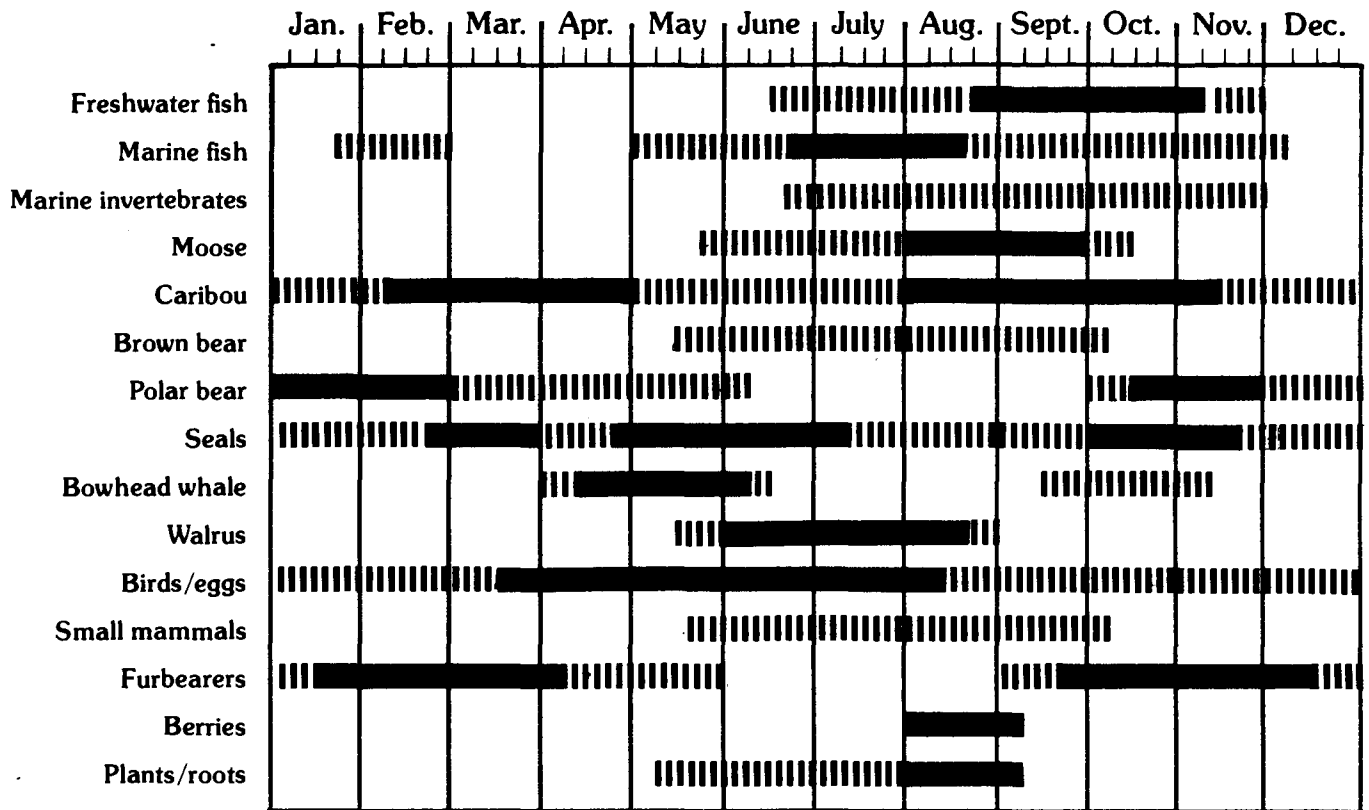 Jan. Feb. Mar. Apr. May June July Aug. Sept. Oct. Nov. Dec.
Freshwater fish
Marine fish
Marine invertebrates
Moose
Caribou
Brown bear
Polar bear
Seals
Bowhead whale
Walrus
Birds/eggs
Small mammals
Furbearers
Berries
Plants/roots